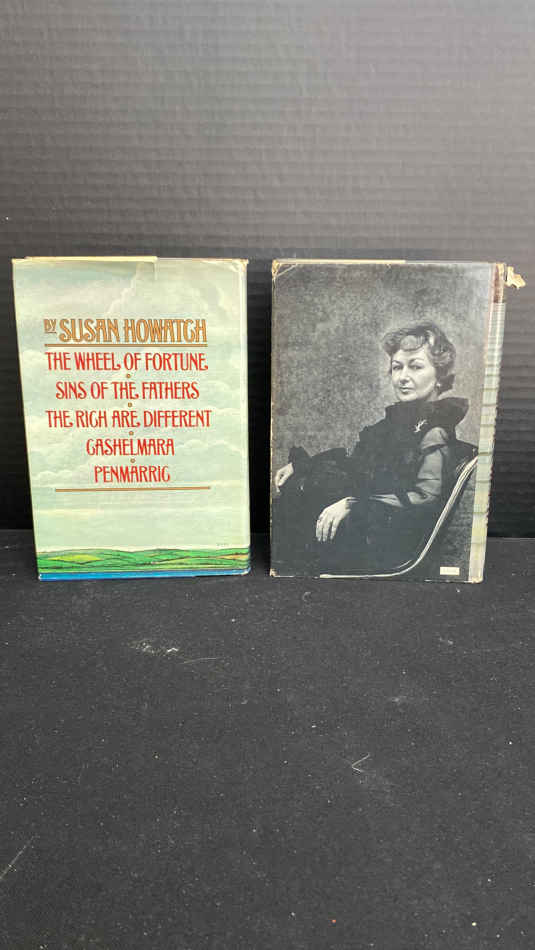 BY SUSAN HOWATCH
THE WHEEL OF FORTUNE
SINS OF THE FATHERS
THE RICH ARE DIFFERENT
CASHELMARA
PENMARRIC